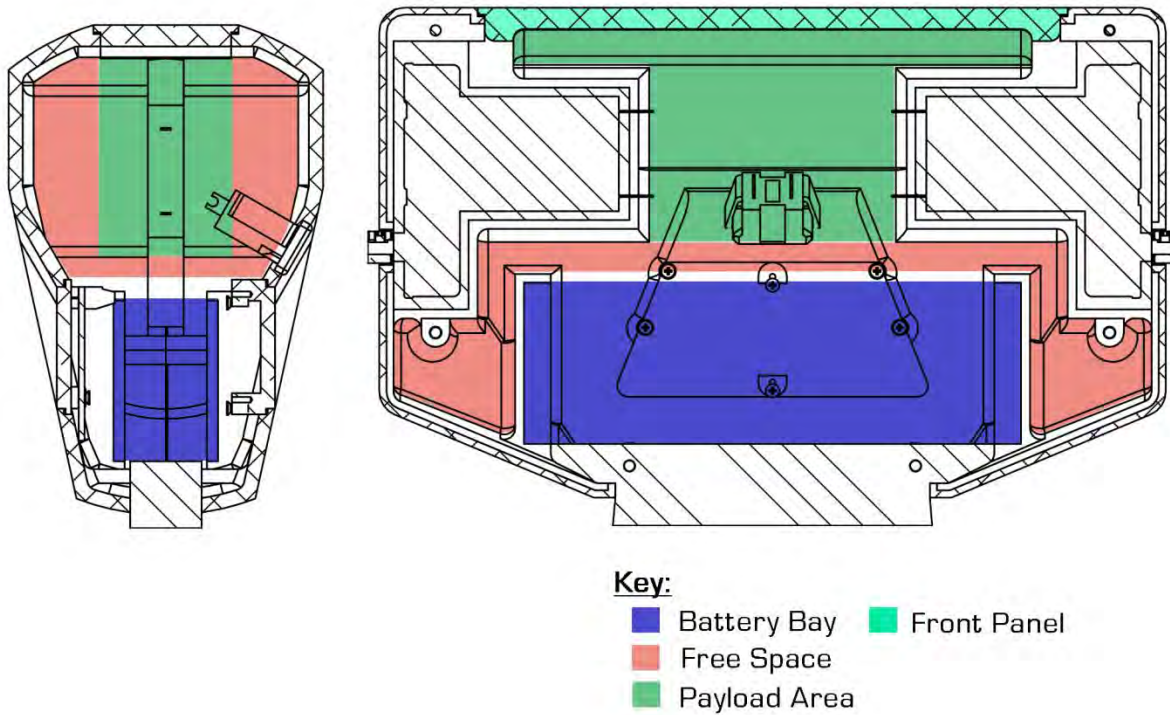 Key:
Battery Bay
Front Panel
Free Space
Payload Area